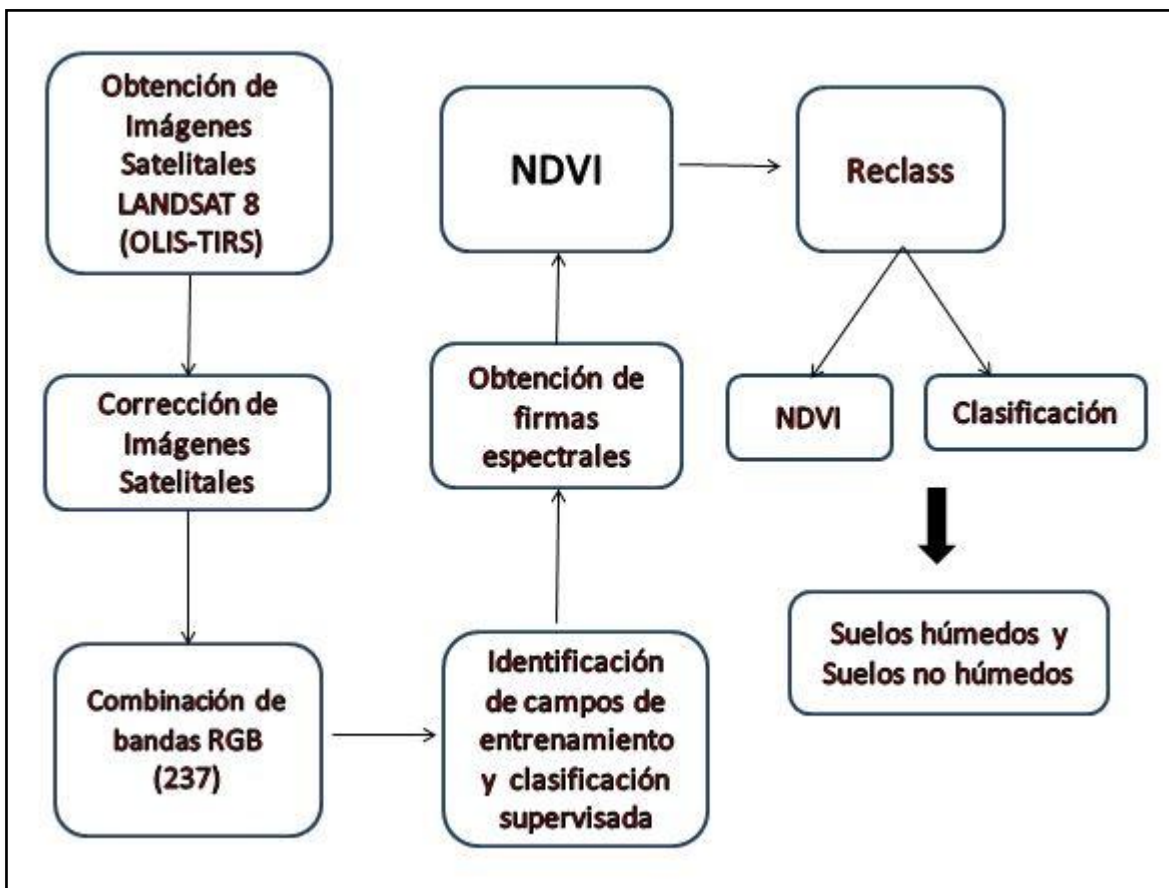 Obtención de
Imágenes
Satelitales
LANDSAT 8
(OLIS-TIRS)
Corrección de
Imágenes
Satelitales
Combinación de
bandas RGB
(237)
Identificación
de campos de
entrenamiento
y clasificación
supervisada
Obtención de
firmas
espectrales
NDVI
Reclass
NDVI
Clasificación
Suelos húmedos y
Suelos no húmedos